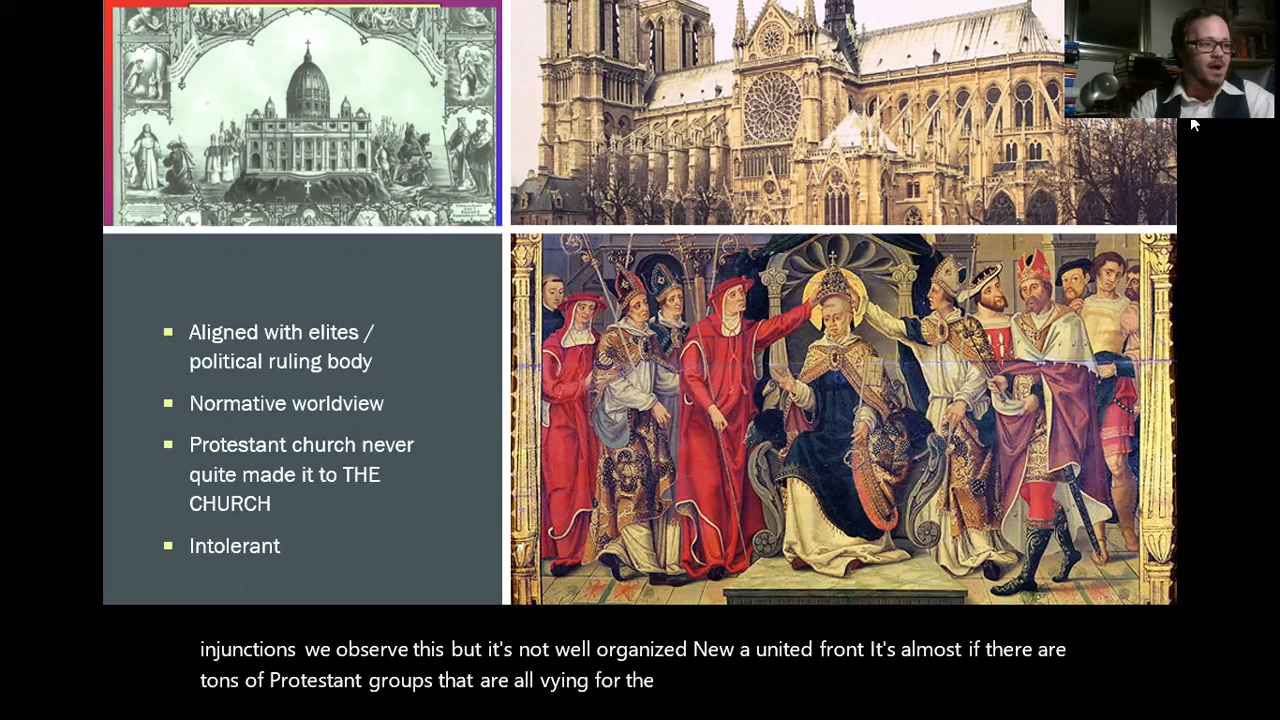 Aligned with elites /
political ruling body
Normative worldview
Protestant church never
quite made it to THE
CHURCH
Intolerant
injunctions we observe this but it's not well organized New a united front It's almost if there are
tons of Protestant groups that are all vying for the